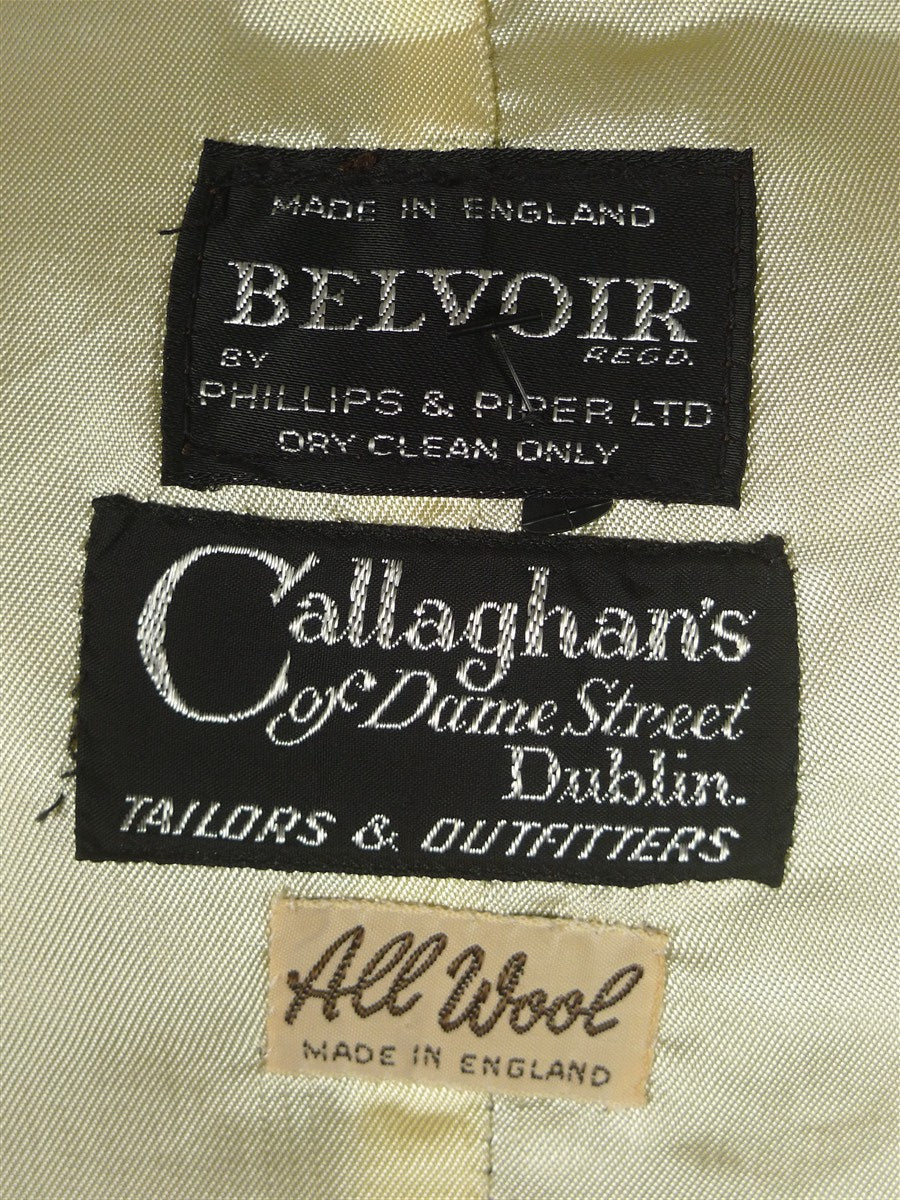 MADE IN ENGLAND
BELVOIR
REGD.
BY
PHILLIPS & PIPER LTD
DRY CLEAN ONLY
Callaghan's
of Dame Street
Dublin.
TAILORS & OUTFITTERS
All Wool
MADE IN ENGLAND